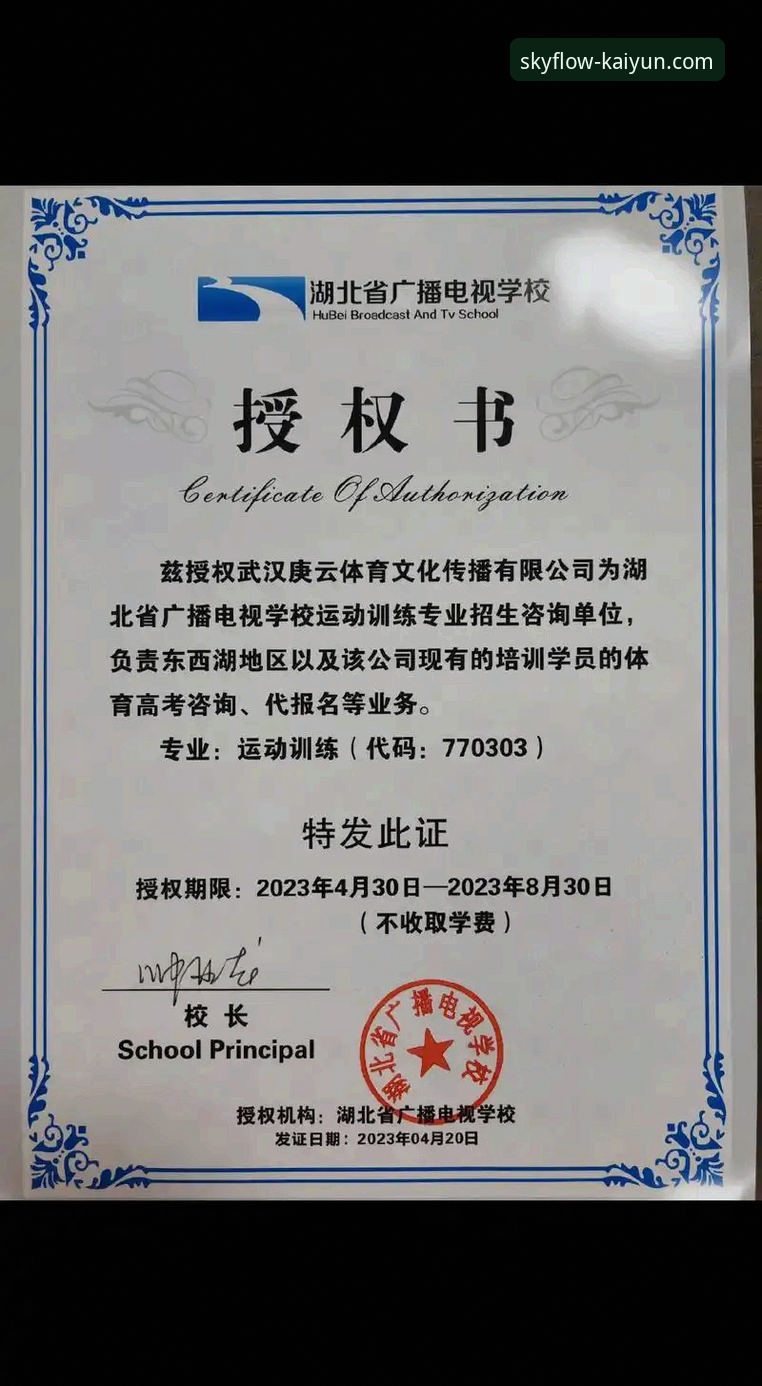 skyflow-kaiyun.com
湖北省广播电视学校
HuBei Broadcast And Tv School
授权书
Certificate Of Authorization
兹授权武汉庚云体育文化传播有限公司为湖
北省广播电视学校运动训练专业招生咨询单位，
负责东西湖地区以及该公司现有的培训学员的体
育高考咨询、代报名等业务。
专业：运动训练（代码：770303）
特发此证
授权期限：2023年4月30日—2023年8月30日
（不收取学费）
校长
School Principal
湖北省广播电视学校
授权机构：湖北省广播电视学校
发证日期：2023年04月20日